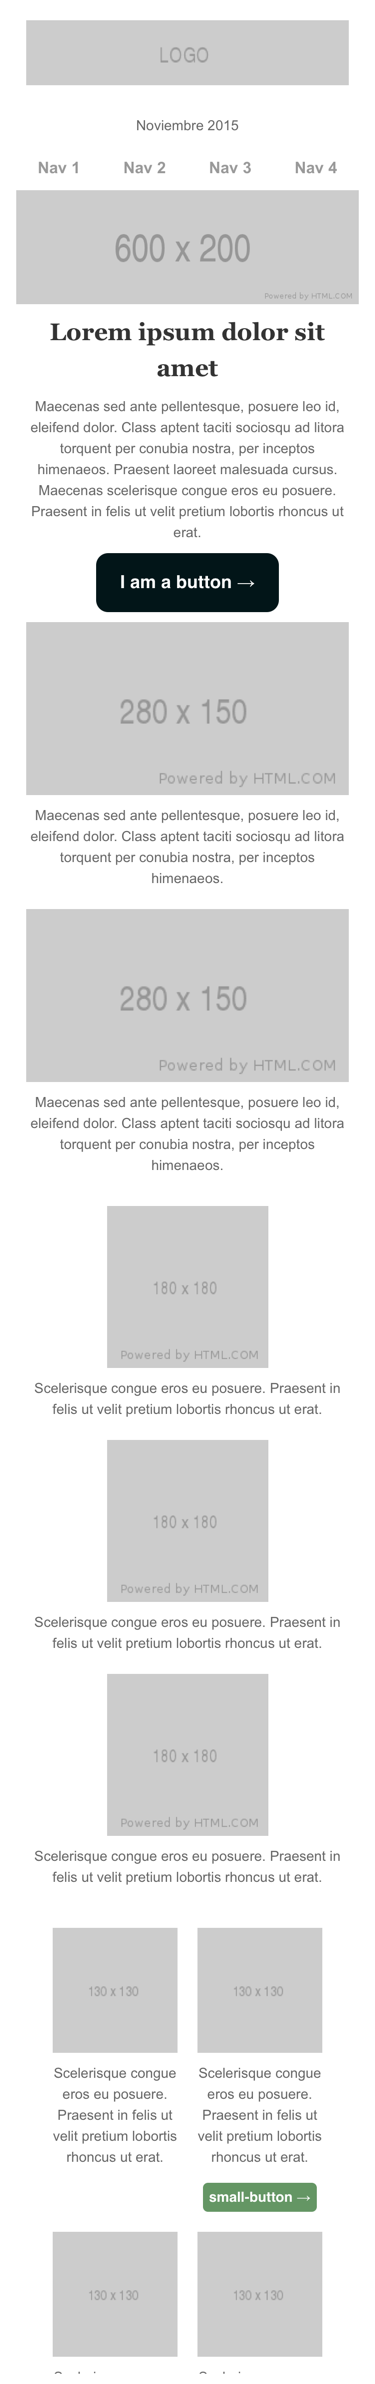 LOGO
Noviembre 2015
Nav 1 Nav 2 Nav 3 Nav 4
600 x 200
Powered by HTML.COM
Lorem ipsum dolor sit
amet
Maecenas sed ante pellentesque, posuere leo id,
eleifend dolor. Class aptent taciti sociosqu ad litora
torquent per conubia nostra, per inceptos
himenaeos. Praesent laoreet malesuada cursus.
Maecenas scelerisque congue eros eu posuere.
Praesent in felis ut velit pretium lobortis rhoncus ut
erat.
I am a button →
280 x 150
Powered by HTML.COM
Maecenas sed ante pellentesque, posuere leo id,
eleifend dolor. Class aptent taciti sociosqu ad litora
torquent per conubia nostra, per inceptos
himenaeos.
280 x 150
Powered by HTML.COM
Maecenas sed ante pellentesque, posuere leo id,
eleifend dolor. Class aptent taciti sociosqu ad litora
torquent per conubia nostra, per inceptos
himenaeos.
180 x 180
Powered by HTML.COM
Scelerisque congue eros eu posuere. Praesent in
felis ut velit pretium lobortis rhoncus ut erat.
180 x 180
Powered by HTML.COM
Scelerisque congue eros eu posuere. Praesent in
felis ut velit pretium lobortis rhoncus ut erat.
180 x 180
Powered by HTML.COM
Scelerisque congue eros eu posuere. Praesent in
felis ut velit pretium lobortis rhoncus ut erat.
130 x 130
Scelerisque congue
eros eu posuere.
Praesent in felis ut
velit pretium lobortis
rhoncus ut erat.
130 x 130
Scelerisque congue
eros eu posuere.
Praesent in felis ut
velit pretium lobortis
rhoncus ut erat.
small-button →
130 x 130
130 x 130